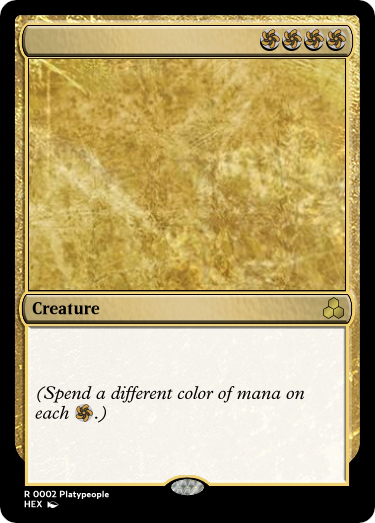 Creature
(Spend a different color of mana on
each .)
R 0002 Platypeople
HEX